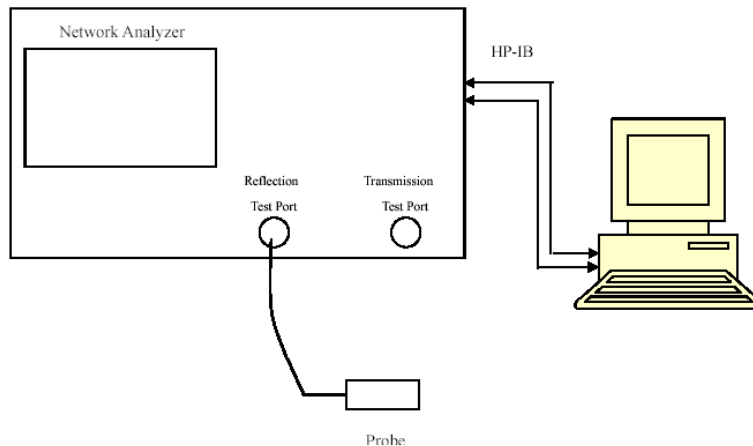 Network Analyzer
HP-IB
Reflection
Test Port
Transmission
Test Port
Probe